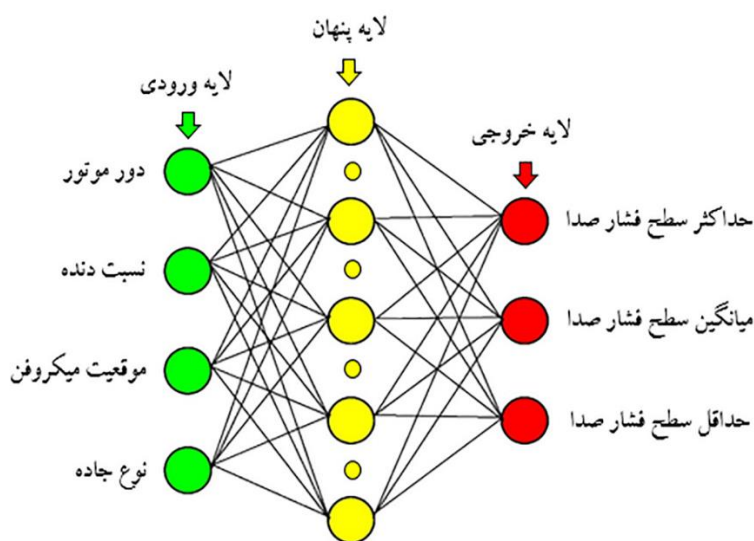 لایه پنهان
لایه ورودی
لایه خروجی
دور موتور
نسبت دنده
موقعیت میکروفن
نوع جاده
حداکثر سطح فشار صدا
میانگین سطح فشار صدا
حداقل سطح فشار صدا